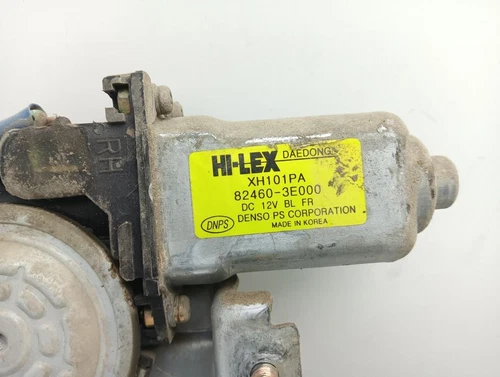 HI-LEX DAEDONG
XH101PA
82460-3E000
DC 12V BL FR
DNPS DENSO PS CORPORATION
MADE IN KOREA
RH